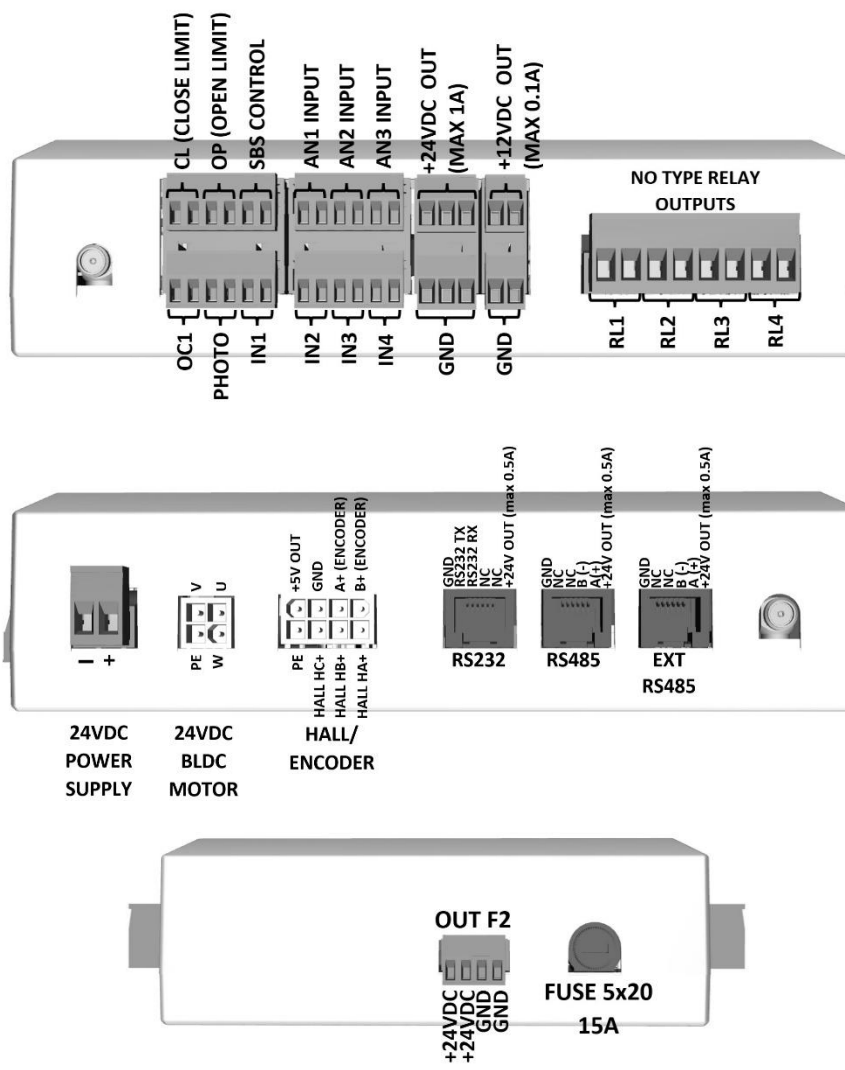 CL (CLOSE LIMIT)
OP (OPEN LIMIT)
SBS CONTROL
AN1 INPUT
AN2 INPUT
AN3 INPUT
+24VDC OUT
(MAX 1A)
+12VDC OUT
(MAX 0.1A)
NO TYPE RELAY
OUTPUTS
OC1
PHOTO
IN1
IN2
IN3
IN4
GND
GND
RL1
RL2
RL3
RL4
V
U
+5V OUT
GND
A+ (ENCODER)
B+ (ENCODER)
GND
RS232 TX
RS232 RX
NC
NC
+24V OUT (max 0.5A)
GND
NC
NC
B (-)
A(+)
+24V OUT (max 0.5A)
GND
NC
NC
B (-)
A (+)
+24V OUT (max 0.5A)
– +
PE
W
PE
HALL HC+
HALL HB+
HALL HA+
RS232
RS485
EXT
RS485
24VDC
POWER
SUPPLY
24VDC
BLDC
MOTOR
HALL/
ENCODER
OUT F2
+24VDC
+24VDC
GND
GND
FUSE 5x20
15A